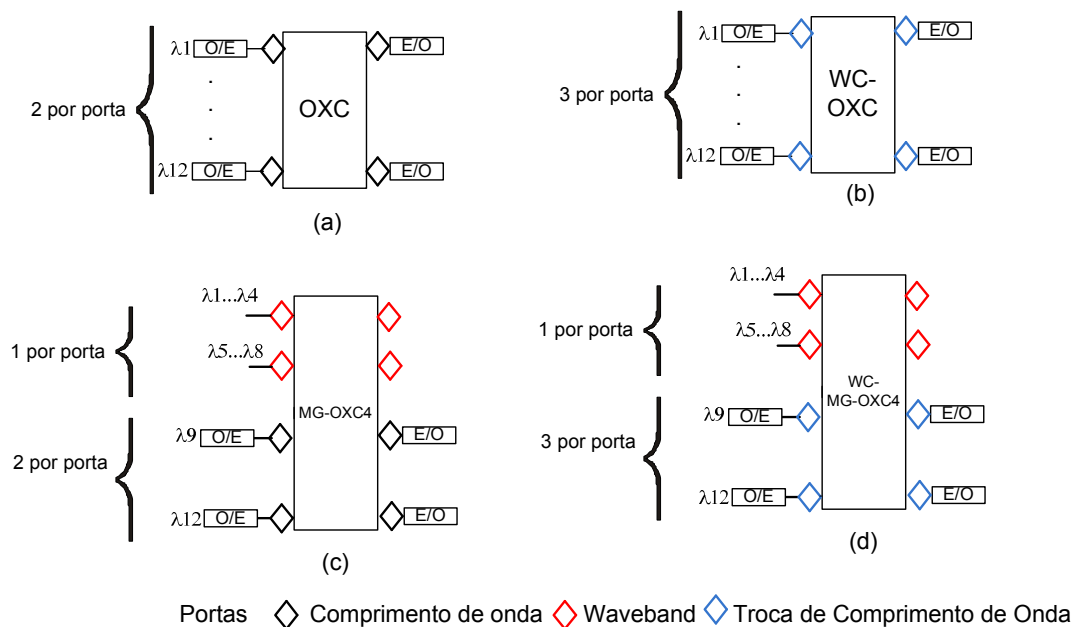 λ1 O/E E/O
2 por porta
OXC
λ12 O/E E/O
(a)
λ1 O/E E/O
3 por porta
WC-
OXC
λ12 O/E E/O
(b)
λ1...λ4
1 por porta
λ5...λ8
MG-OXC4
λ9 O/E E/O
2 por porta
λ12 O/E E/O
(c)
λ1...λ4
1 por porta
λ5...λ8
WC-
MG-OXC4
λ9 O/E E/O
3 por porta
λ12 O/E E/O
(d)
Portas Comprimento de onda Waveband Troca de Comprimento de Onda